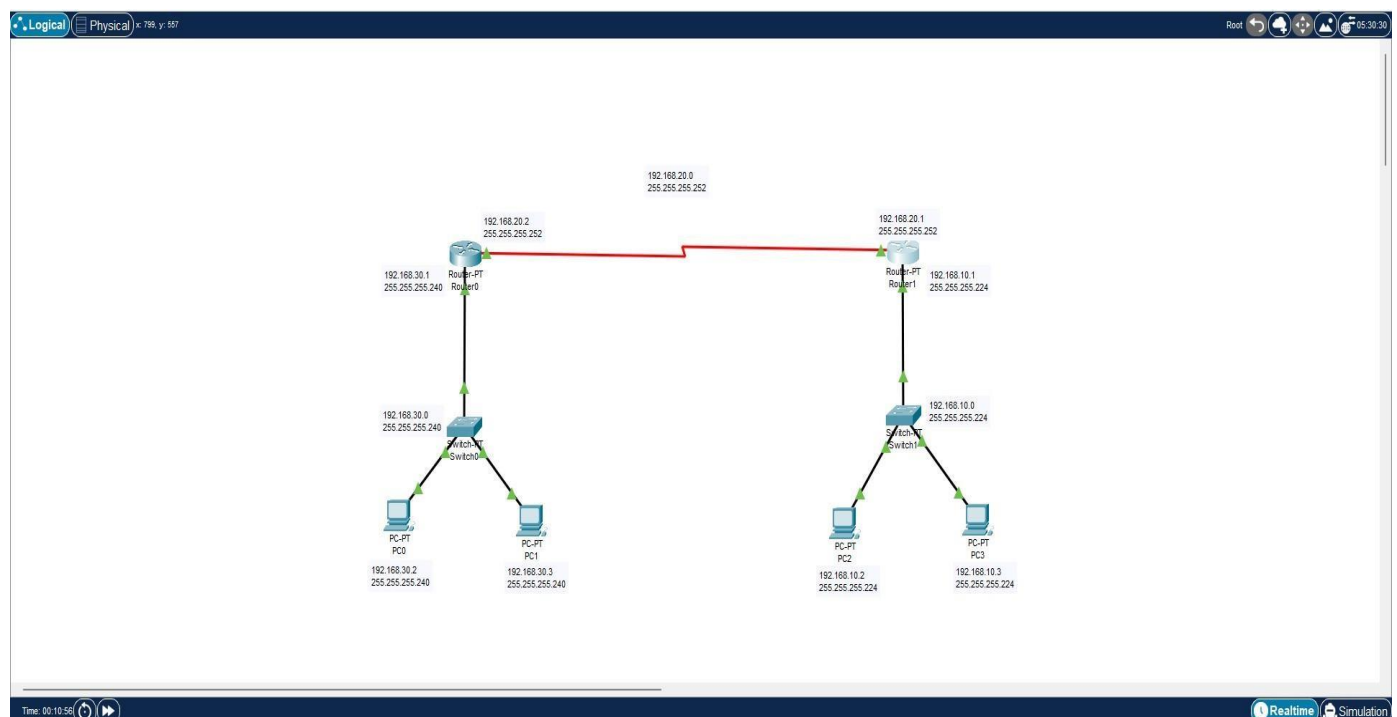 Logical Physical x: 799, y: 557 Root 05:30:30
192.168.20.0
255.255.255.252
192.168.20.2
255.255.255.252
192.168.20.1
255.255.255.252
192.168.30.1
255.255.255.240
Router-PT
Router0
Router-PT
Router1
192.168.10.1
255.255.255.224
192.168.30.0
255.255.255.240
Switch-PT
Switch0
192.168.10.0
255.255.255.224
Switch-PT
Switch1
PC-PT
PC0
192.168.30.2
255.255.255.240
PC-PT
PC1
192.168.30.3
255.255.255.240
PC-PT
PC2
192.168.10.2
255.255.255.224
PC-PT
PC3
192.168.10.3
255.255.255.224
Time: 00:10:56 Realtime Simulation